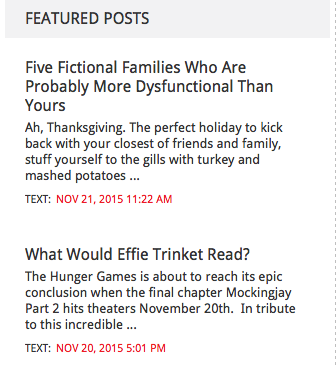 FEATURED POSTS
Five Fictional Families Who Are
Probably More Dysfunctional Than
Yours
Ah, Thanksgiving. The perfect holiday to kick
back with your closest of friends and family,
stuff yourself to the gills with turkey and
mashed potatoes ...
TEXT: NOV 21, 2015 11:22 AM
What Would Effie Trinket Read?
The Hunger Games is about to reach its epic
conclusion when the final chapter Mockingjay
Part 2 hits theaters November 20th. In tribute
to this incredible ...
TEXT: NOV 20, 2015 5:01 PM